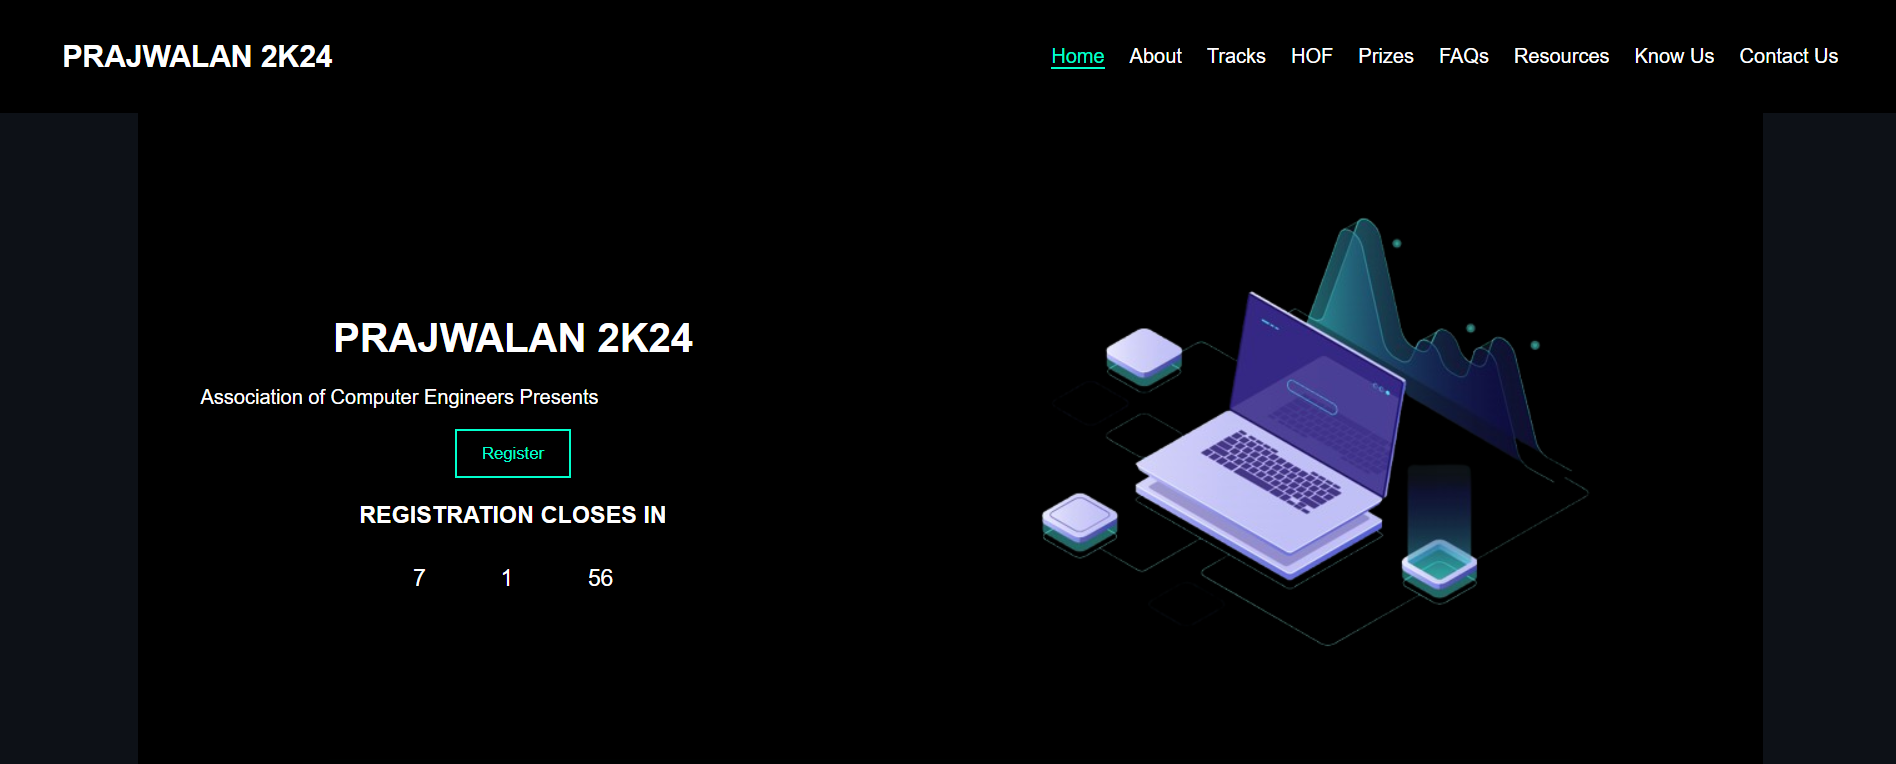 PRAJWALAN 2K24
Home About Tracks HOF Prizes FAQs Resources Know Us Contact Us
PRAJWALAN 2K24
Association of Computer Engineers Presents
Register
REGISTRATION CLOSES IN
7 1 56